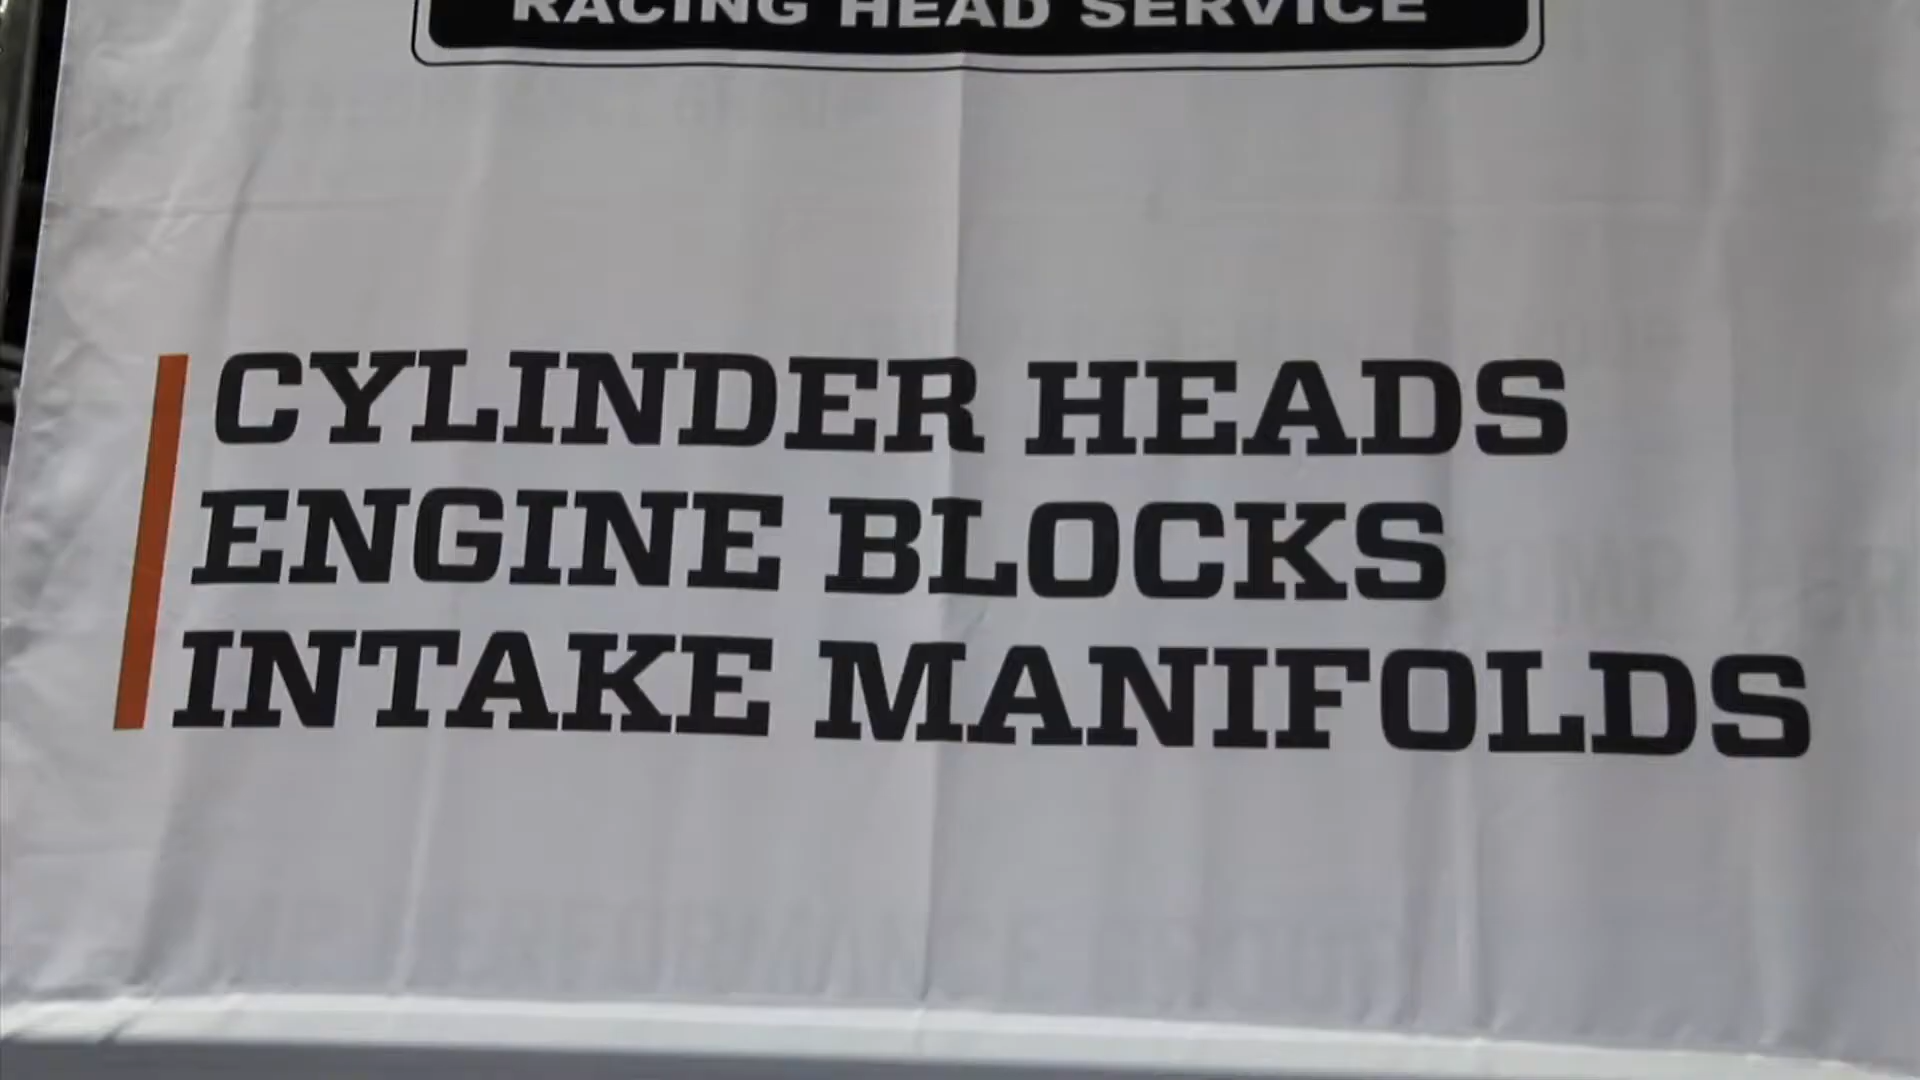 RACING HEAD SERVICE
CYLINDER HEADS
ENGINE BLOCKS
INTAKE MANIFOLDS